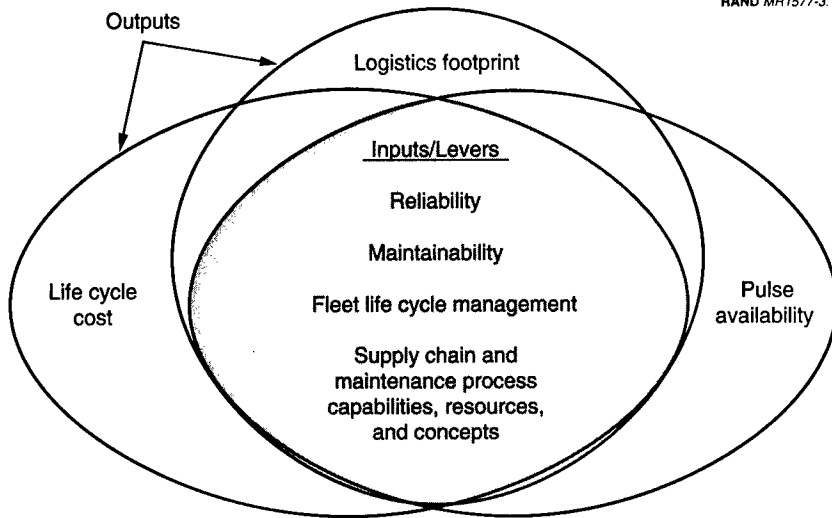 RAND MR1577-3.
Outputs
Logistics footprint
Inputs/Levers
Reliability
Maintainability
Life cycle
cost
Fleet life cycle management
Pulse
availability
Supply chain and
maintenance process
capabilities, resources,
and concepts